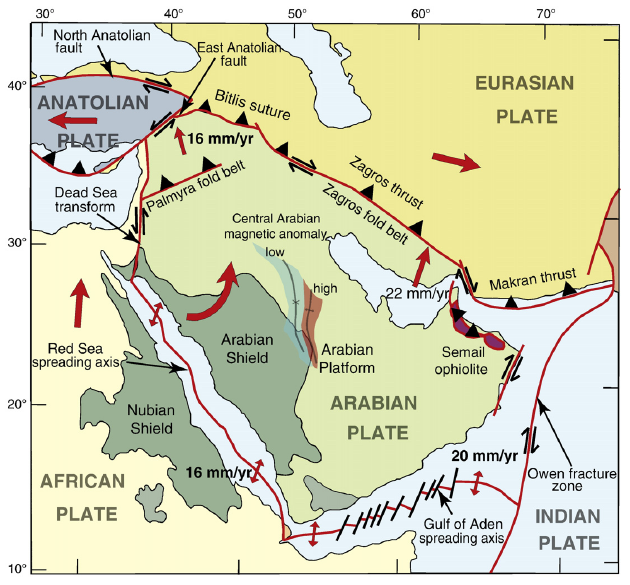 30°
40°
50°
60°
70°
North Anatolian
fault
East Anatolian
fault
40°
ANATOLIAN
PLATE
Bitlis suture
EURASIAN
PLATE
16 mm/yr
Dead Sea
transform
Palmyra fold belt
Zagros thrust
Zagros fold belt
Central Arabian
magnetic anomaly
low
high
30°
22 mm/yr
Makran thrust
Red Sea
spreading axis
Arabian
Shield
Arabian
Platform
Semail
ophiolite
20°
Nubian
Shield
ARABIAN
PLATE
16 mm/yr
20 mm/yr
Owen fracture
zone
AFRICAN
PLATE
Gulf of Aden
spreading axis
INDIAN
PLATE
10°